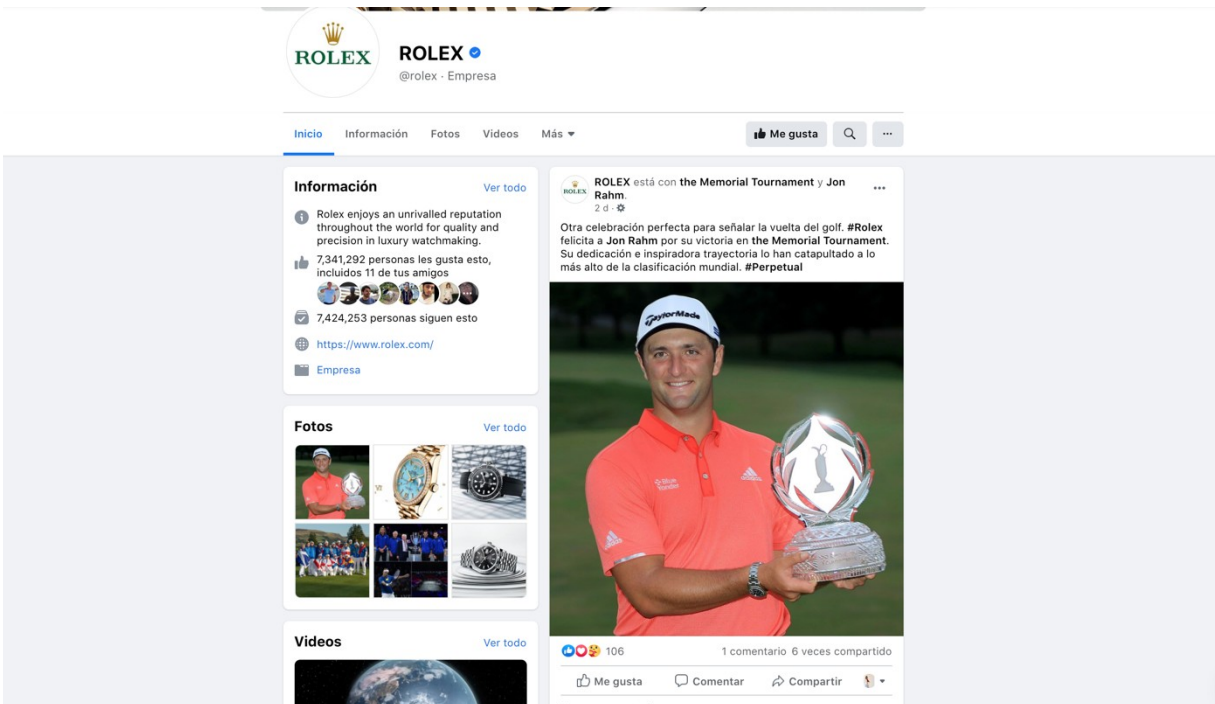 ROLEX
ROLEX
@rolex · Empresa
Inicio
Información
Fotos
Videos
Más
Me gusta
Información
Ver todo
Rolex enjoys an unrivalled reputation
throughout the world for quality and
precision in luxury watchmaking.
7,341,292 personas les gusta esto,
incluidos 11 de tus amigos
7,424,253 personas siguen esto
https://www.rolex.com/
Empresa
Fotos
Ver todo
Videos
Ver todo
ROLEX
ROLEX está con the Memorial Tournament y Jon
Rahm.
2 d ·
Otra celebración perfecta para señalar la vuelta del golf. #Rolex
felicita a Jon Rahm por su victoria en the Memorial Tournament.
Su dedicación e inspiradora trayectoria lo han catapultado a lo
más alto de la clasificación mundial. #Perpetual
TaylorMade
adidas
adidas
106
1 comentario 6 veces compartido
Me gusta
Comentar
Compartir